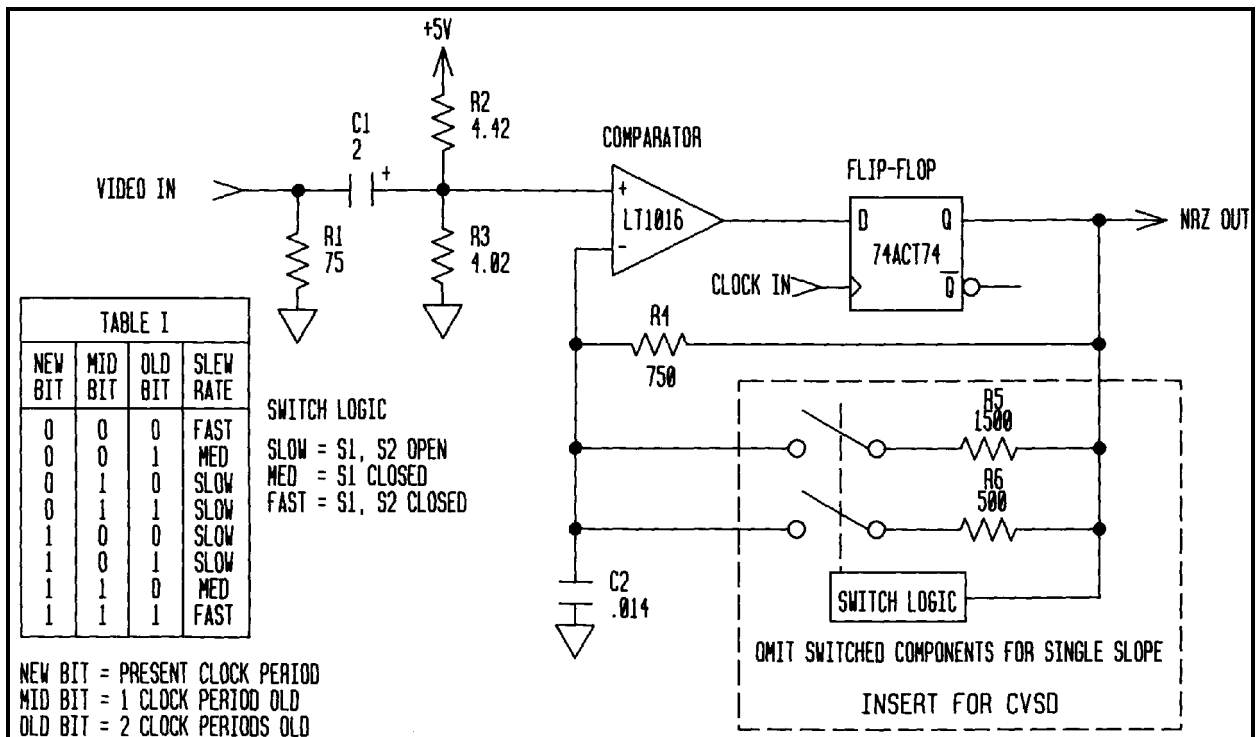 +5V
R2
4.42
C1
2
+
COMPARATOR
VIDEO IN
FLIP-FLOP
+
LT1016
-
D Q
NRZ OUT
R1
75
R3
4.02
74ACT74
CLOCK IN
Q
R4
750
TABLE I
NEW BIT MID BIT OLD BIT SLEW RATE
0 0 0 FAST
0 0 1 MED
0 1 0 SLOW
0 1 1 SLOW
1 0 0 SLOW
1 0 1 SLOW
1 1 0 MED
1 1 1 FAST
SWITCH LOGIC
SLOW = S1, S2 OPEN
MED = S1 CLOSED
FAST = S1, S2 CLOSED
R5
1500
R6
500
C2
.014
SWITCH LOGIC
OMIT SWITCHED COMPONENTS FOR SINGLE SLOPE
INSERT FOR CVSD
NEW BIT = PRESENT CLOCK PERIOD
MID BIT = 1 CLOCK PERIOD OLD
OLD BIT = 2 CLOCK PERIODS OLD